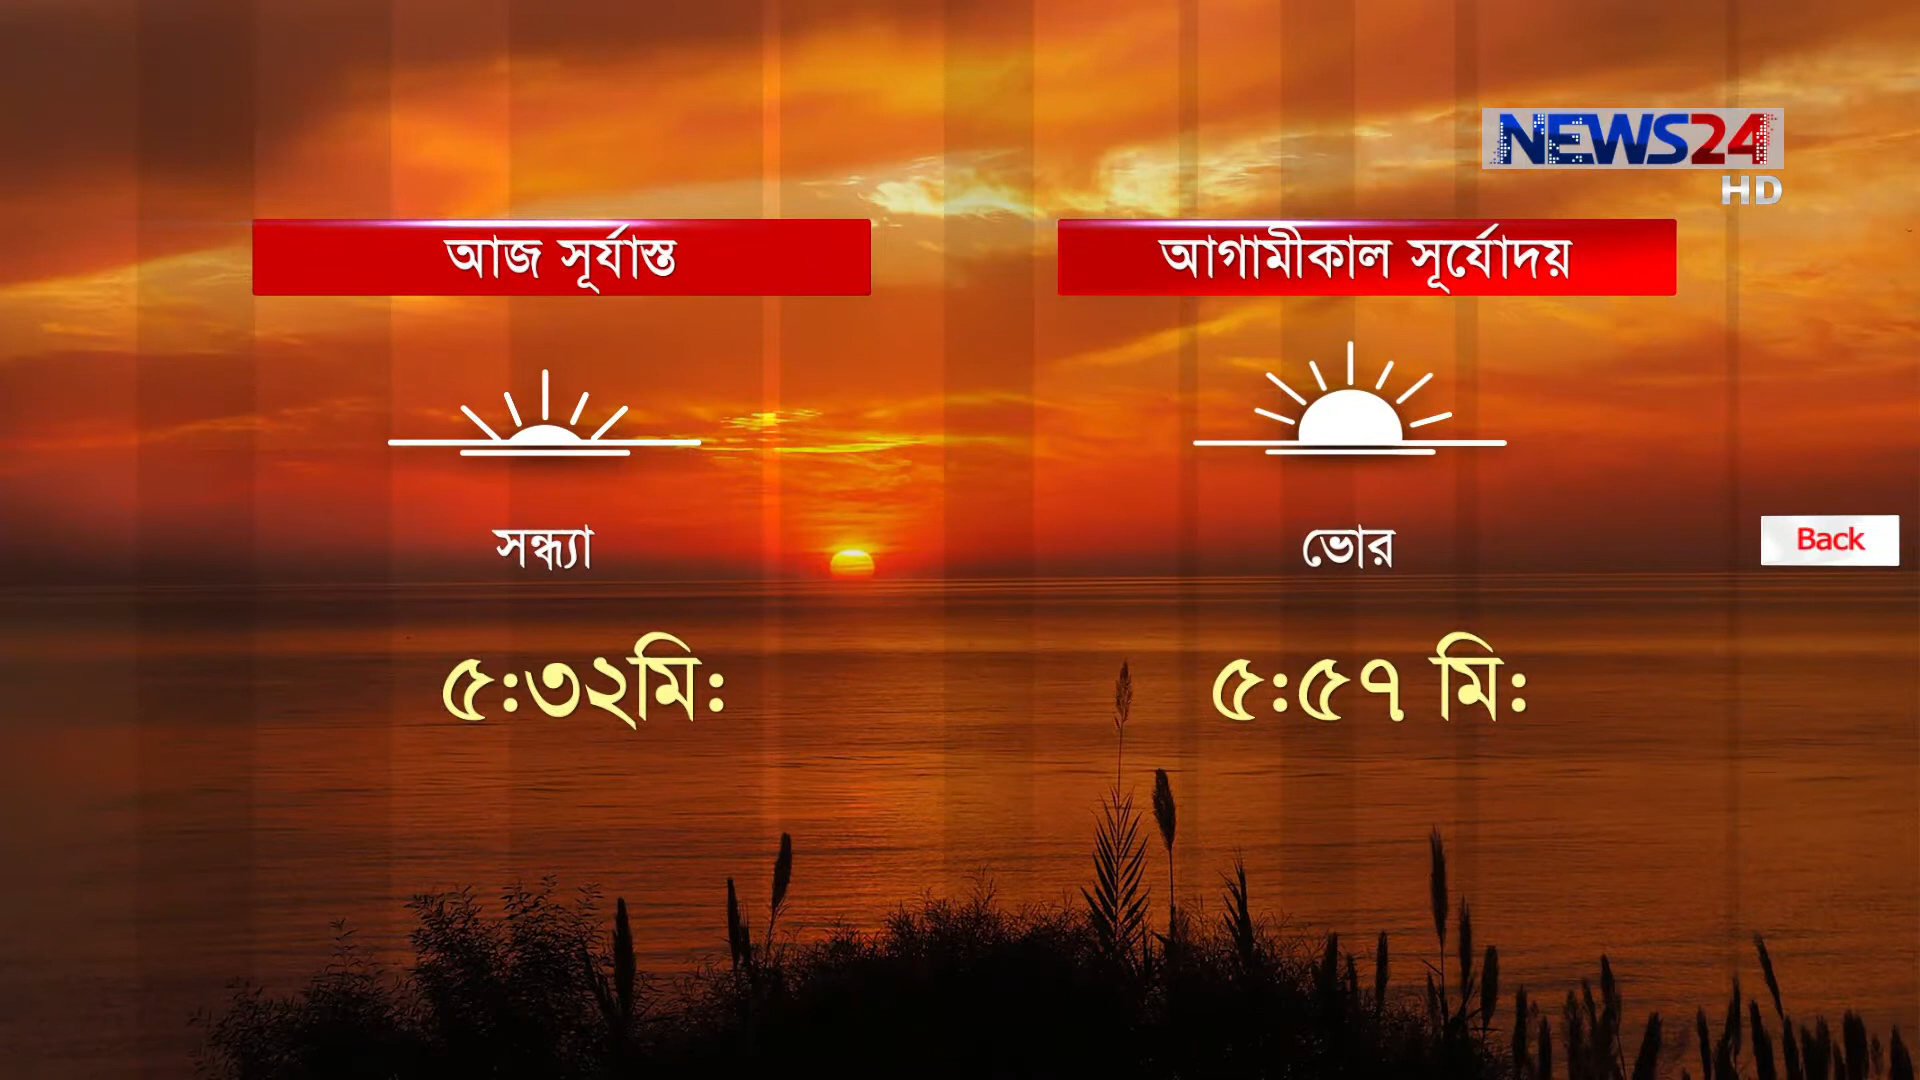 NEWS24
HD
আজ সূর্যাস্ত
আগামীকাল সূর্যোদয়
সন্ধ্যা
ভোর
Back
৫:৩২মি:
৫:৫৭ মি: